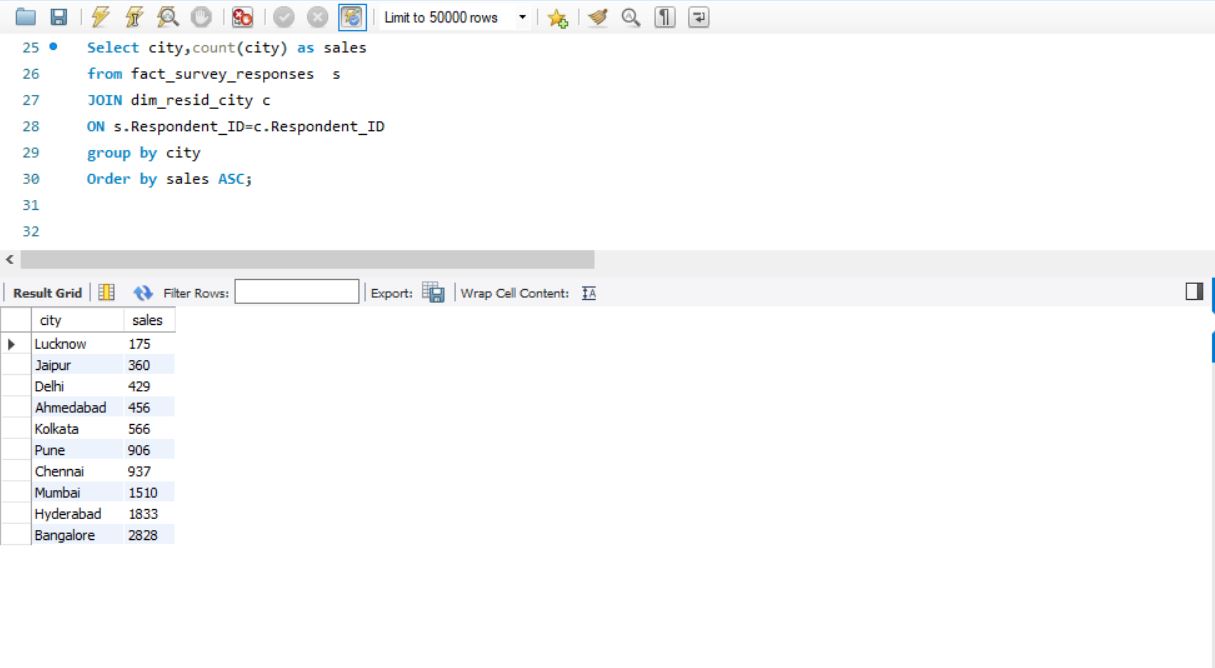 Limit to 50000 rows
25 Select city,count(city) as sales
26 from fact_survey_responses  s
27 JOIN dim_resid_city c
28 ON s.Respondent_ID=c.Respondent_ID
29 group by city
30 Order by sales ASC;
31
32
Result Grid Filter Rows: Export: Wrap Cell Content: IA
city sales
Lucknow 175
Jaipur 360
Delhi 429
Ahmedabad 456
Kolkata 566
Pune 906
Chennai 937
Mumbai 1510
Hyderabad 1833
Bangalore 2828